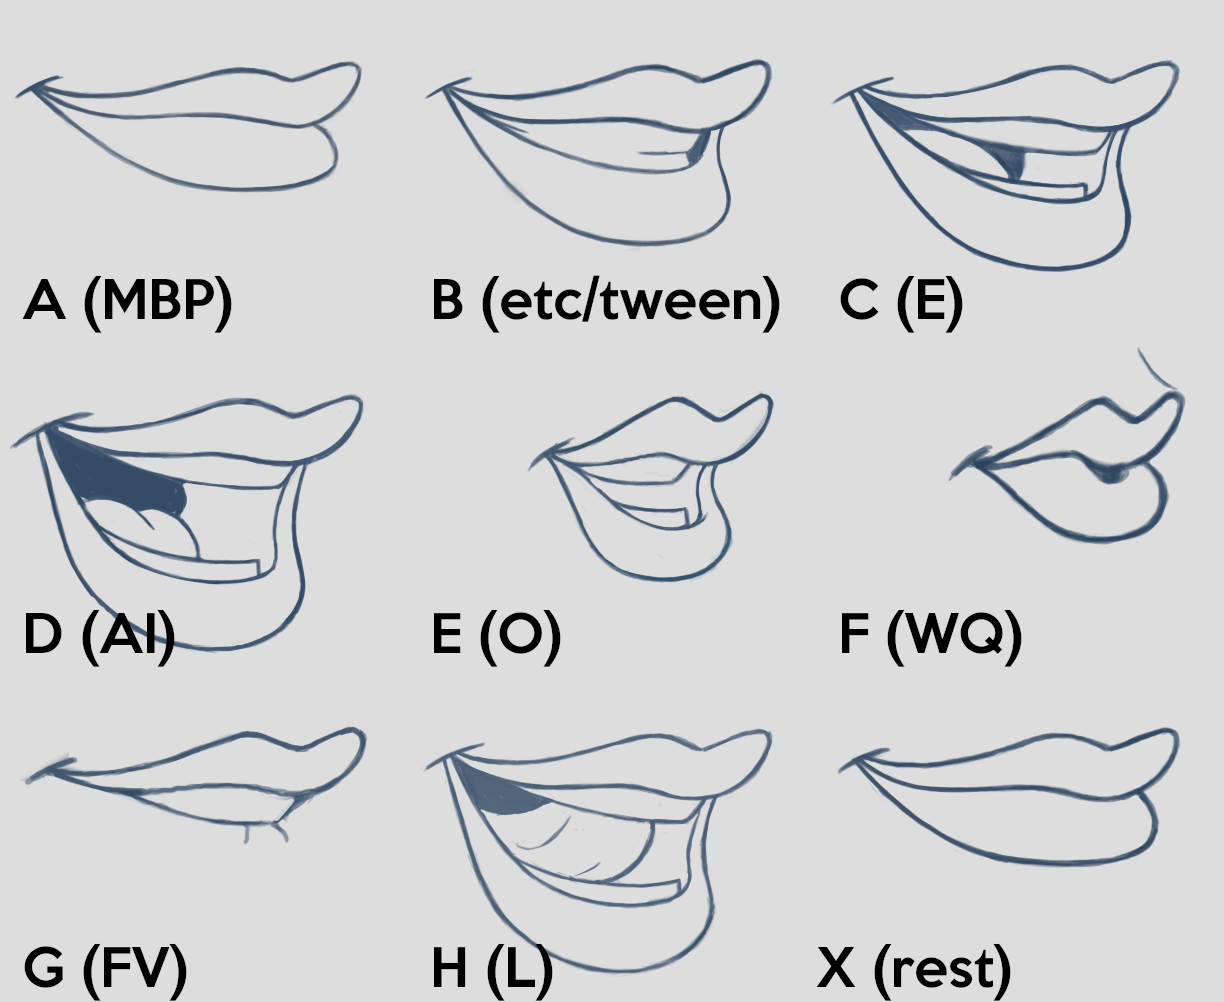 A (MBP)
B (etc/tween)
C (E)
D (AI)
E (O)
F (WQ)
G (FV)
H (L)
X (rest)